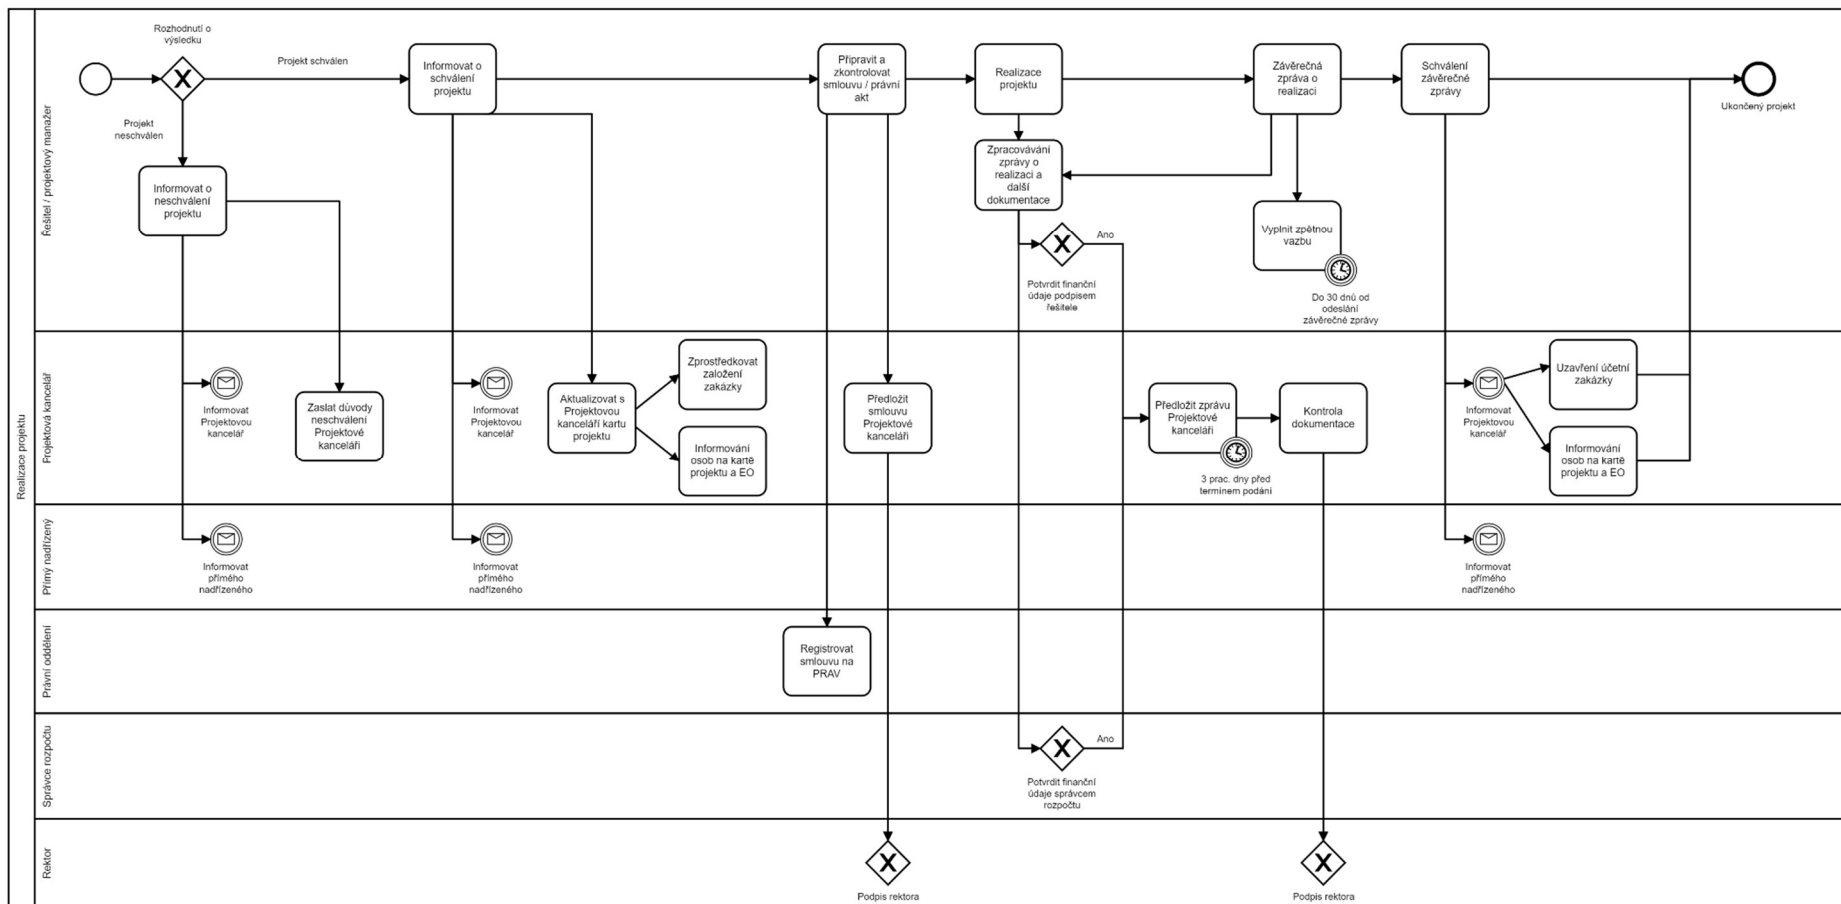 Realizace projektu
Řešitel / projektový manažer
Rozhodnutí o
výsledku
Projekt schválen
Projekt
neschválen
Informovat o
neschválení
projektu
Informovat o
schválení
projektu
Připravit a
zkontrolovat
smlouvu / právní
akt
Realizace
projektu
Zpracovávání
zprávy o
realizaci a
další
dokumentace
Ano
Potvrdit finanční
údaje podpisem
řešitele
Závěrečná
zpráva o
realizaci
Vyplnit zpětnou
vazbu
Do 30 dnů od
odeslání
závěrečné zprávy
Schválení
závěrečné
zprávy
Ukončený projekt
Projektová kancelář
Informovat
Projektovou
kancelář
Zaslat důvody
neschválení
Projektové
kanceláři
Informovat
Projektovou
kancelář
Aktualizovat s
Projektovou
kanceláří kartu
projektu
Zprostředkovat
založení
zakázky
Informování
osob na kartě
projektu a EO
Předložit
smlouvu
Projektové
kanceláři
Předložit zprávu
Projektové
kanceláři
3 prac. dny před
termínem podání
Kontrola
dokumentace
Informovat
Projektovou
kancelář
Uzavření účetní
zakázky
Informování
osob na kartě
projektu a EO
Přímý nadřízený
Informovat
přímého
nadřízeného
Informovat
přímého
nadřízeného
Informovat
přímého
nadřízeného
Právní oddělení
Registrovat
smlouvu na
PRAV
Správce rozpočtu
Ano
Potvrdit finanční
údaje správcem
rozpočtu
Rektor
Podpis rektora
Podpis rektora